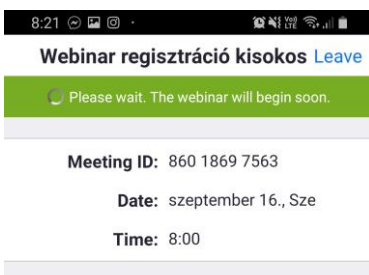 8:21
Webinar regisztráció kisokos Leave
Please wait. The webinar will begin soon.
Meeting ID: 860 1869 7563
Date: szeptember 16., Sze
Time: 8:00